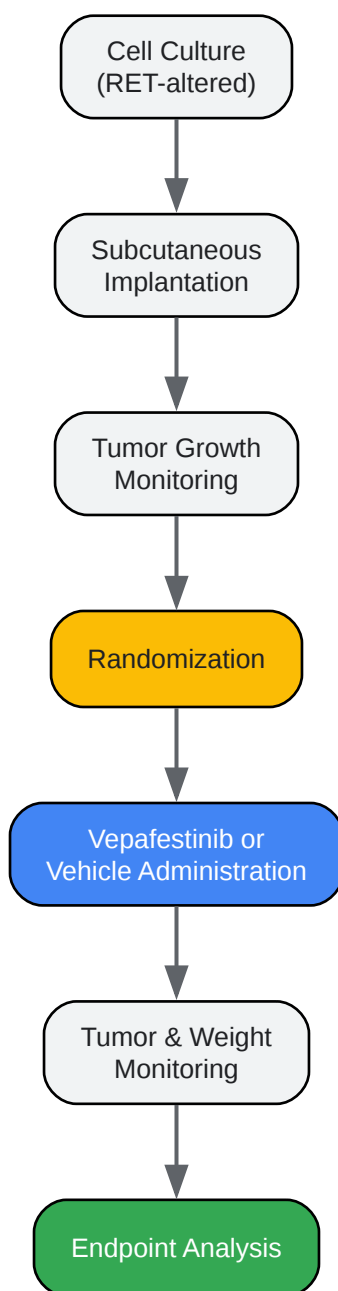 Cell Culture
(RET-altered)
Subcutaneous
Implantation
Tumor Growth
Monitoring
Randomization
Vepafestinib or
Vehicle Administration
Tumor & Weight
Monitoring
Endpoint Analysis